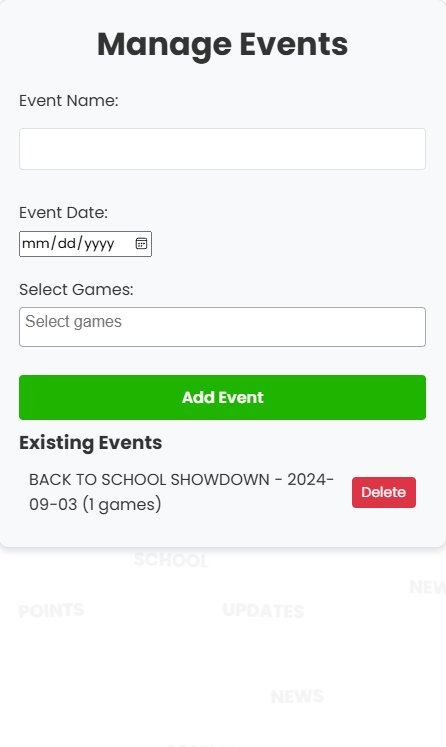 Manage Events
Event Name:
Event Date:
mm/dd/yyyy
Select Games:
Select games
Add Event
Existing Events
BACK TO SCHOOL SHOWDOWN - 2024-
09-03 (1 games)
Delete
SCHOOL
NEW
POINTS
UPDATES
NEWS